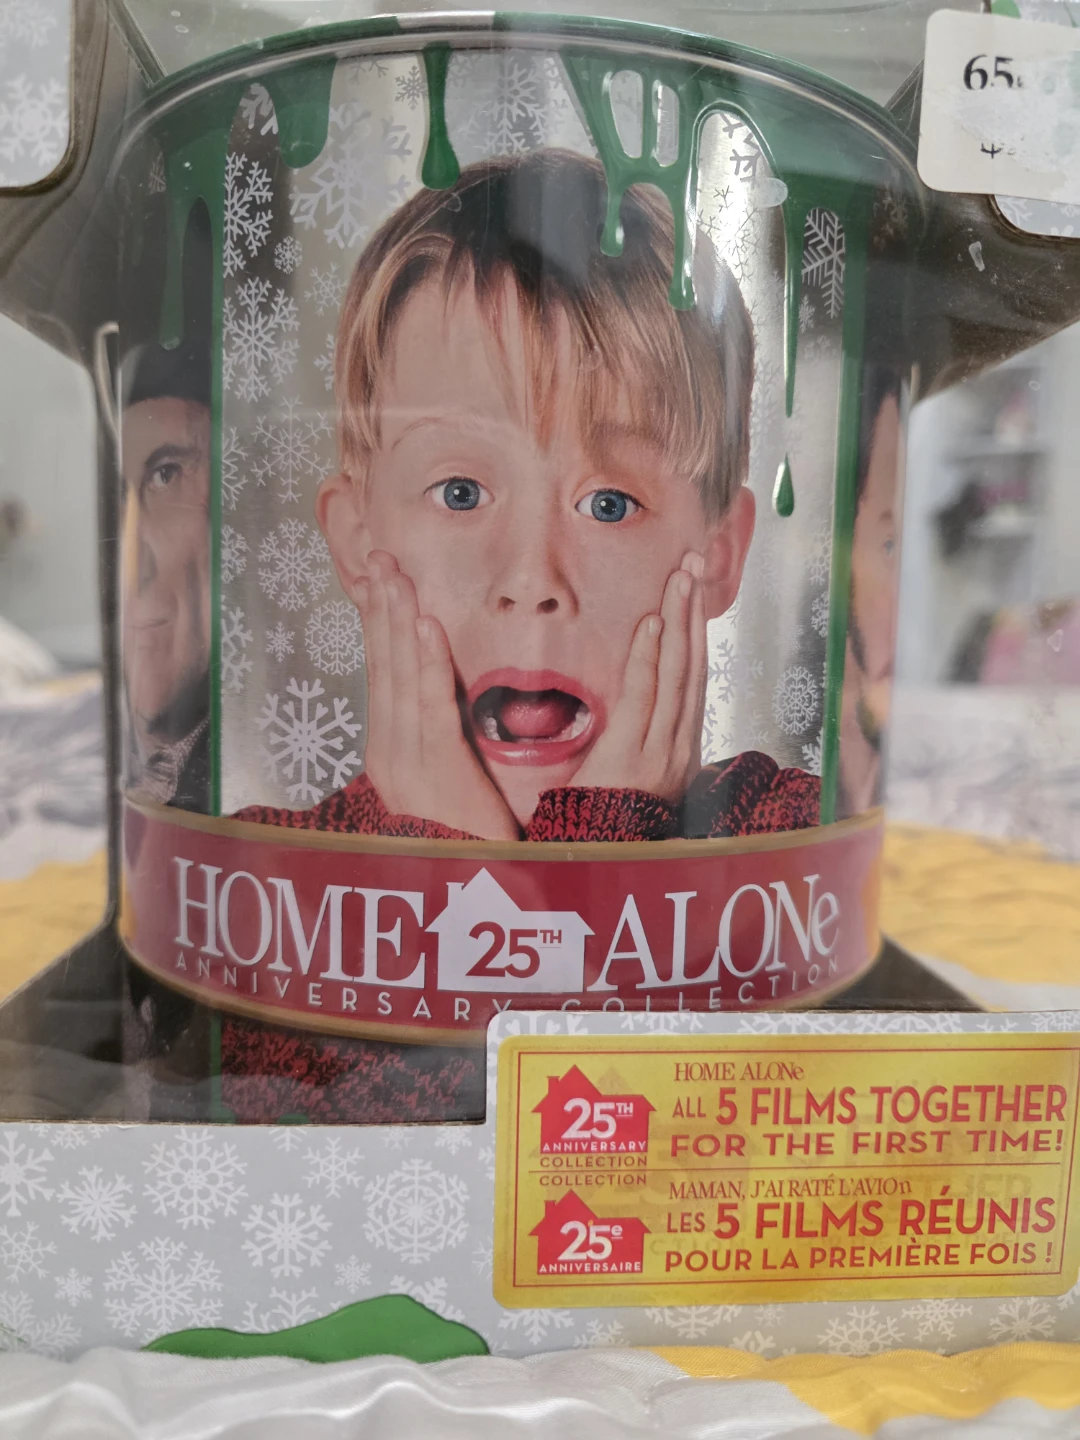 65.
HOME 25TH ALONe
ANNIVERSARY COLLECTION
HOME ALONe
25TH
ANNIVERSARY
COLLECTION
ALL 5 FILMS TOGETHER
FOR THE FIRST TIME!
COLLECTION
25e
ANNIVERSAIRE
MAMAN, J'AI RATÉ L'AVIOn
LES 5 FILMS RÉUNIS
POUR LA PREMIÈRE FOIS !